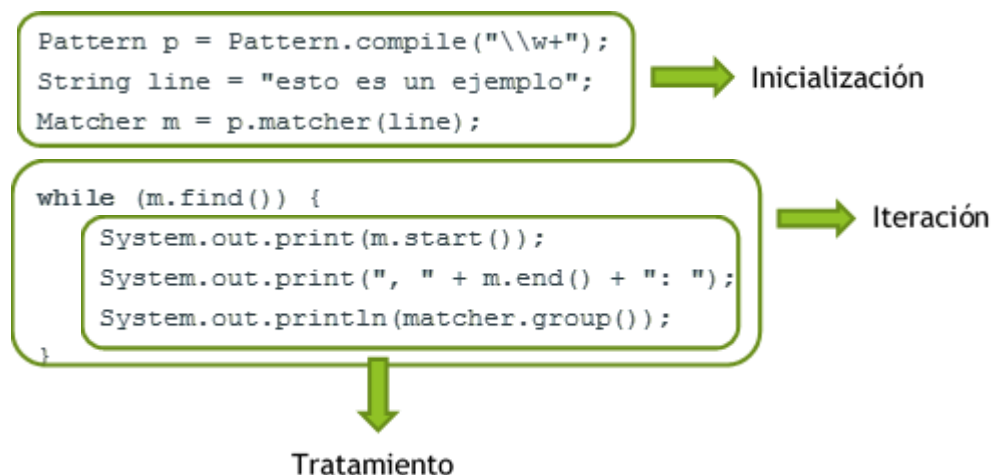 Pattern p = Pattern.compile("\\w+");
String line = "esto es un ejemplo";
Matcher m = p.matcher(line);
Inicialización
while (m.find()) {
System.out.print(m.start());
System.out.print(", " + m.end() + ": ");
System.out.println(matcher.group());
}
Iteración
Tratamiento